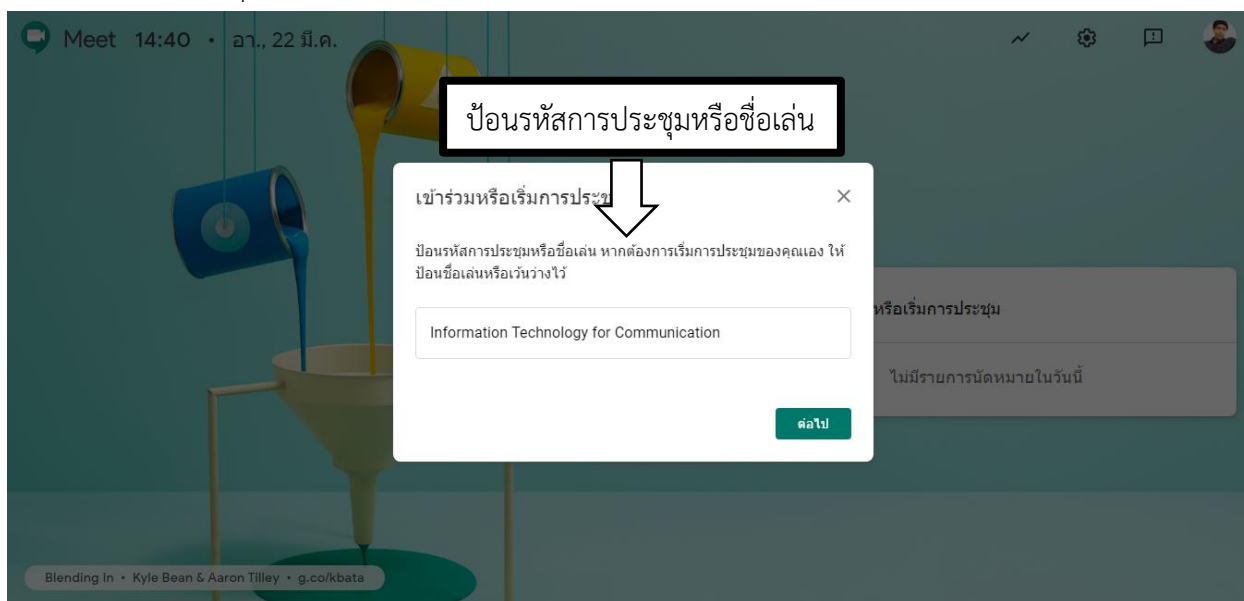 Meet 14:40 • อา., 22 มี.ค.
ป้อนรหัสการประชุมหรือชื่อเล่น
เข้าร่วมหรือเริ่มการประชุม
ป้อนรหัสการประชุมหรือชื่อเล่น หากต้องการเริ่มการประชุมของคุณเอง ให้
ป้อนชื่อเล่นหรือเว้นว่างไว้
Information Technology for Communication
หรือเริ่มการประชุม
ไม่มีรายการนัดหมายในวันนี้
ต่อไป
Blending In • Kyle Bean & Aaron Tilley • g.co/kbata